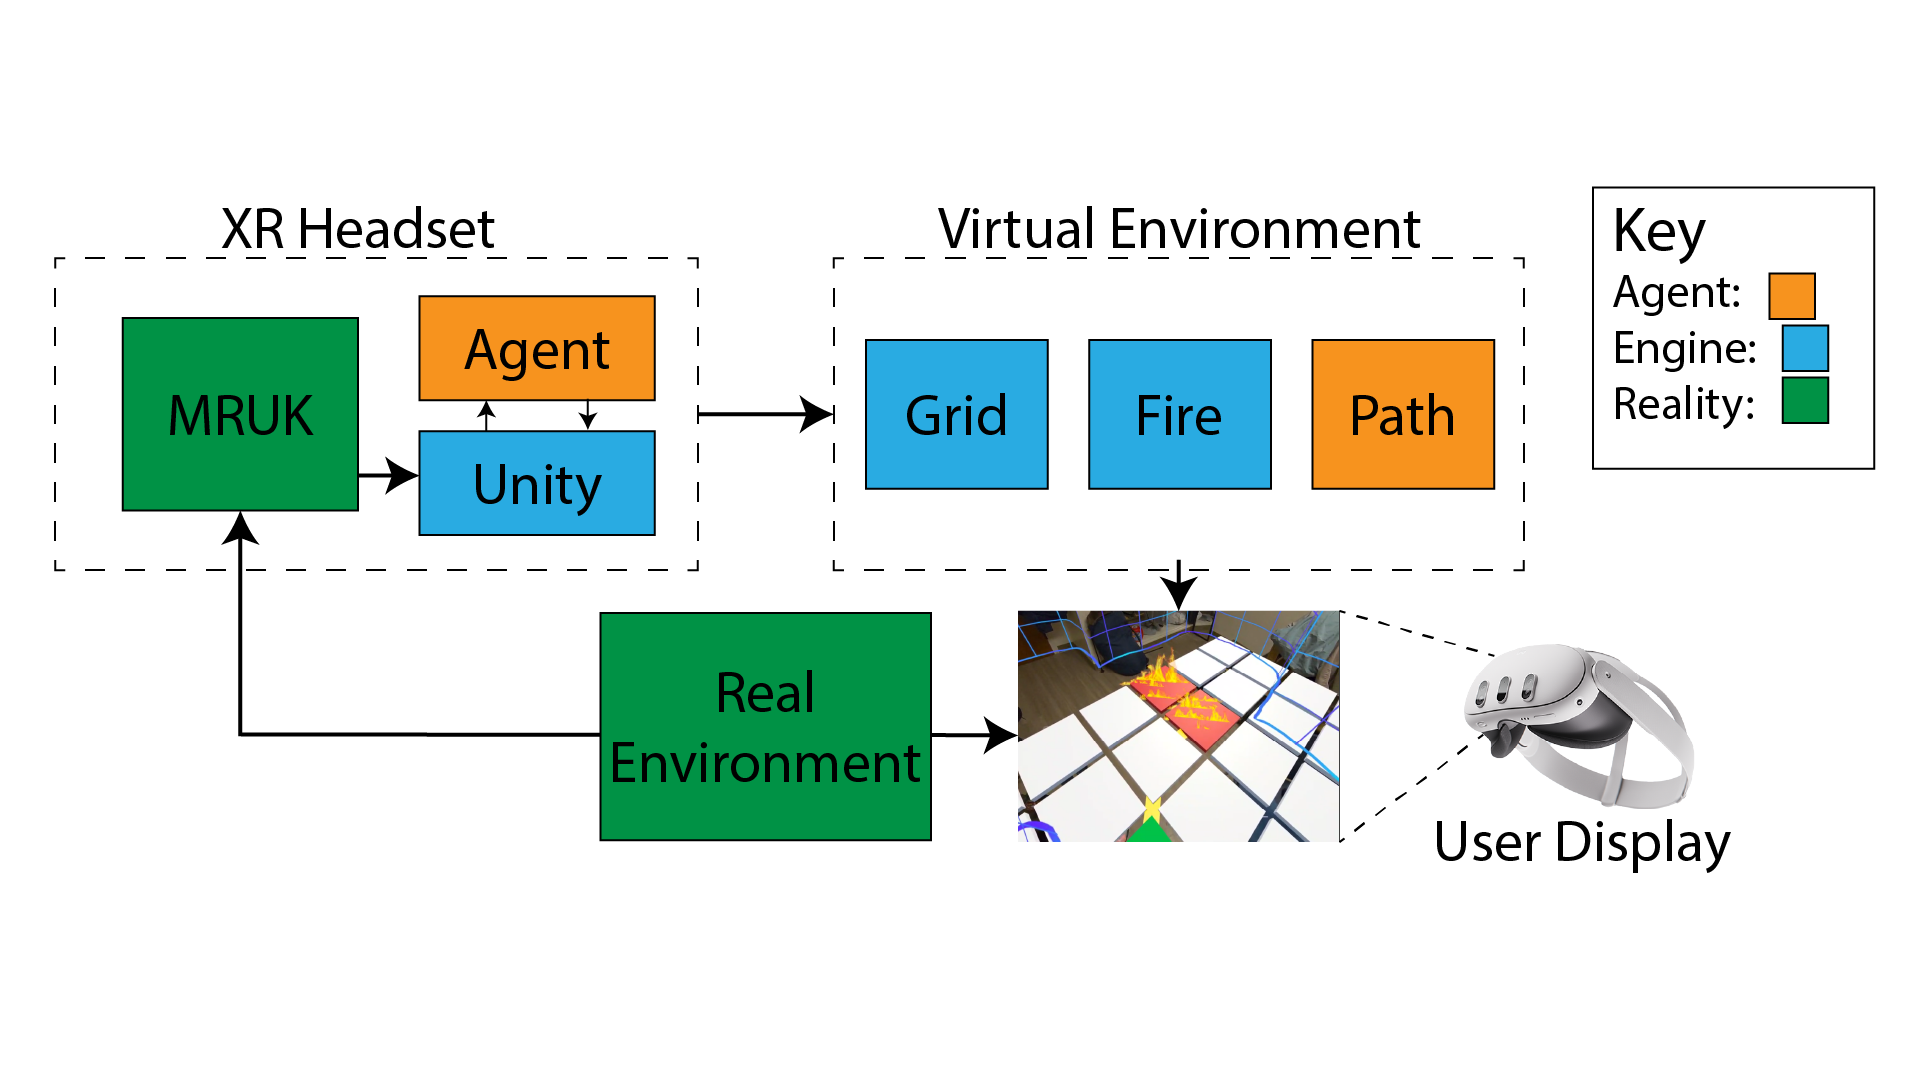 XR Headset
MRUK
Agent
Unity
Virtual Environment
Grid
Fire
Path
Key
Agent:
Engine:
Reality:
Real
Environment
User Display